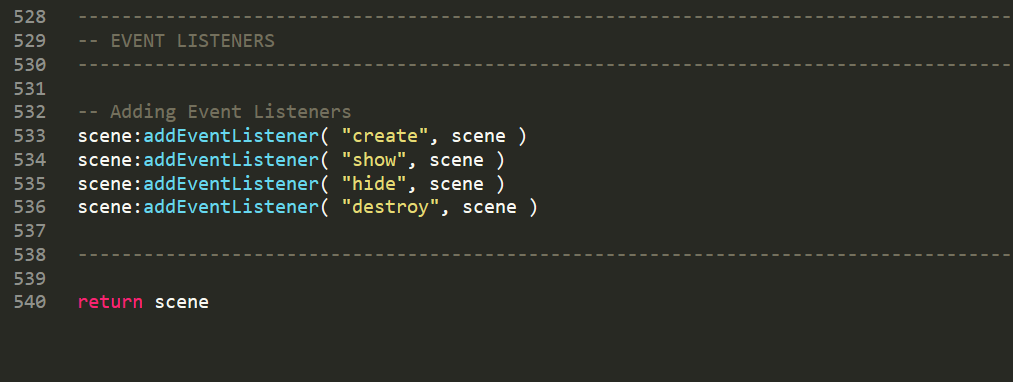 528 -------------------------------------------------------------------------------------
529 -- EVENT LISTENERS
530 -------------------------------------------------------------------------------------
531
532 -- Adding Event Listeners
533 scene:addEventListener( "create", scene )
534 scene:addEventListener( "show", scene )
535 scene:addEventListener( "hide", scene )
536 scene:addEventListener( "destroy", scene )
537
538 -------------------------------------------------------------------------------------
539
540 return scene